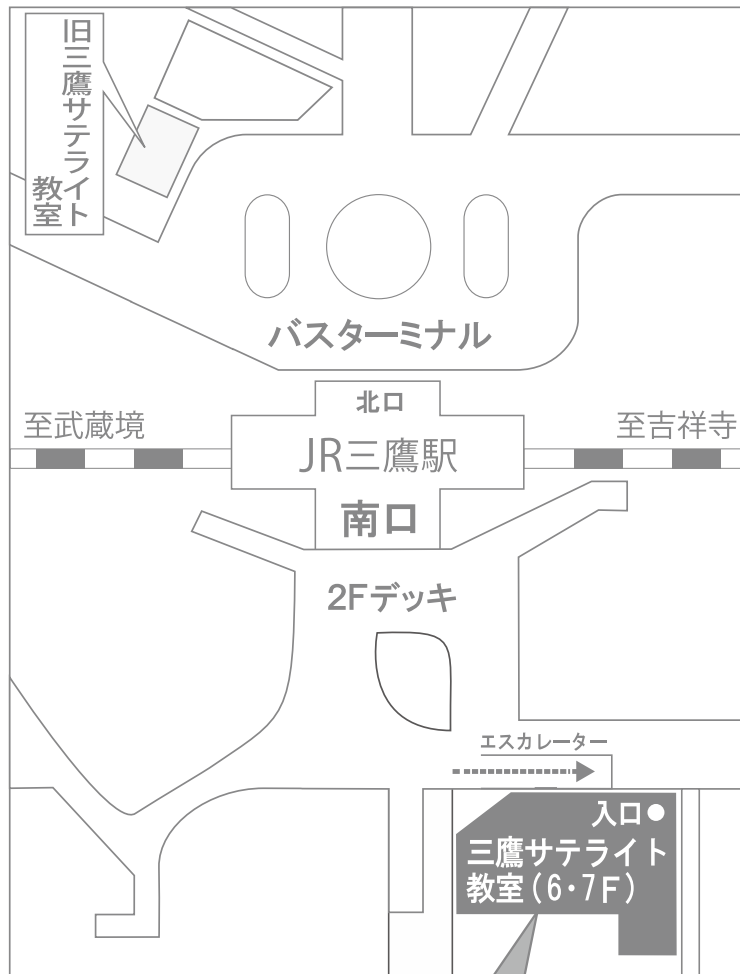 旧三鷹サテライト
教室
バスターミナル
北口
至武蔵境
至吉祥寺
JR三鷹駅
南口
2Fデッキ
エスカレーター
入口
三鷹サテライト
教室(6・7F)